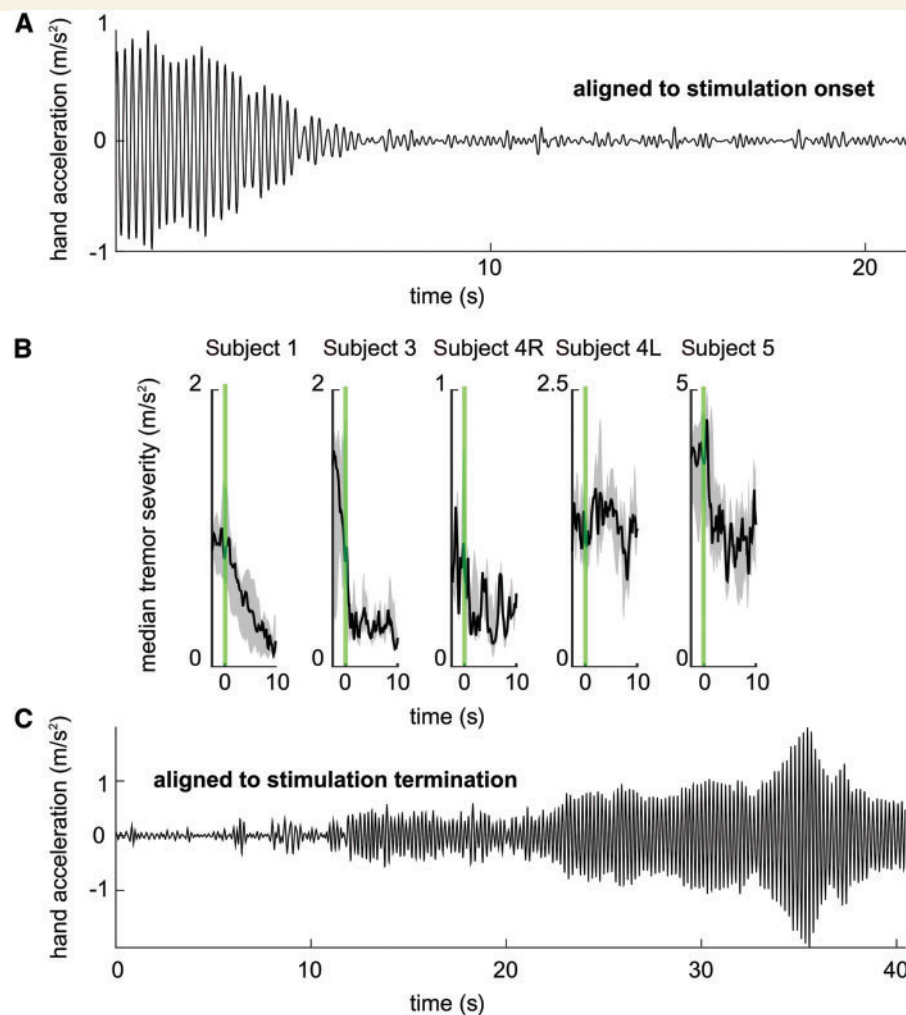 A
hand acceleration (m/s²)
1
0
-1
aligned to stimulation onset
10
20
time (s)
B
Subject 1
Subject 3
Subject 4R
Subject 4L
Subject 5
median tremor severity (m/s²)
2
2
1
2.5
5
0
0
0
0
0
0 10
0 10
0 10
0 10
0 10
time (s)
C
hand acceleration (m/s²)
1
0
-1
aligned to stimulation termination
0
10
20
30
40
time (s)